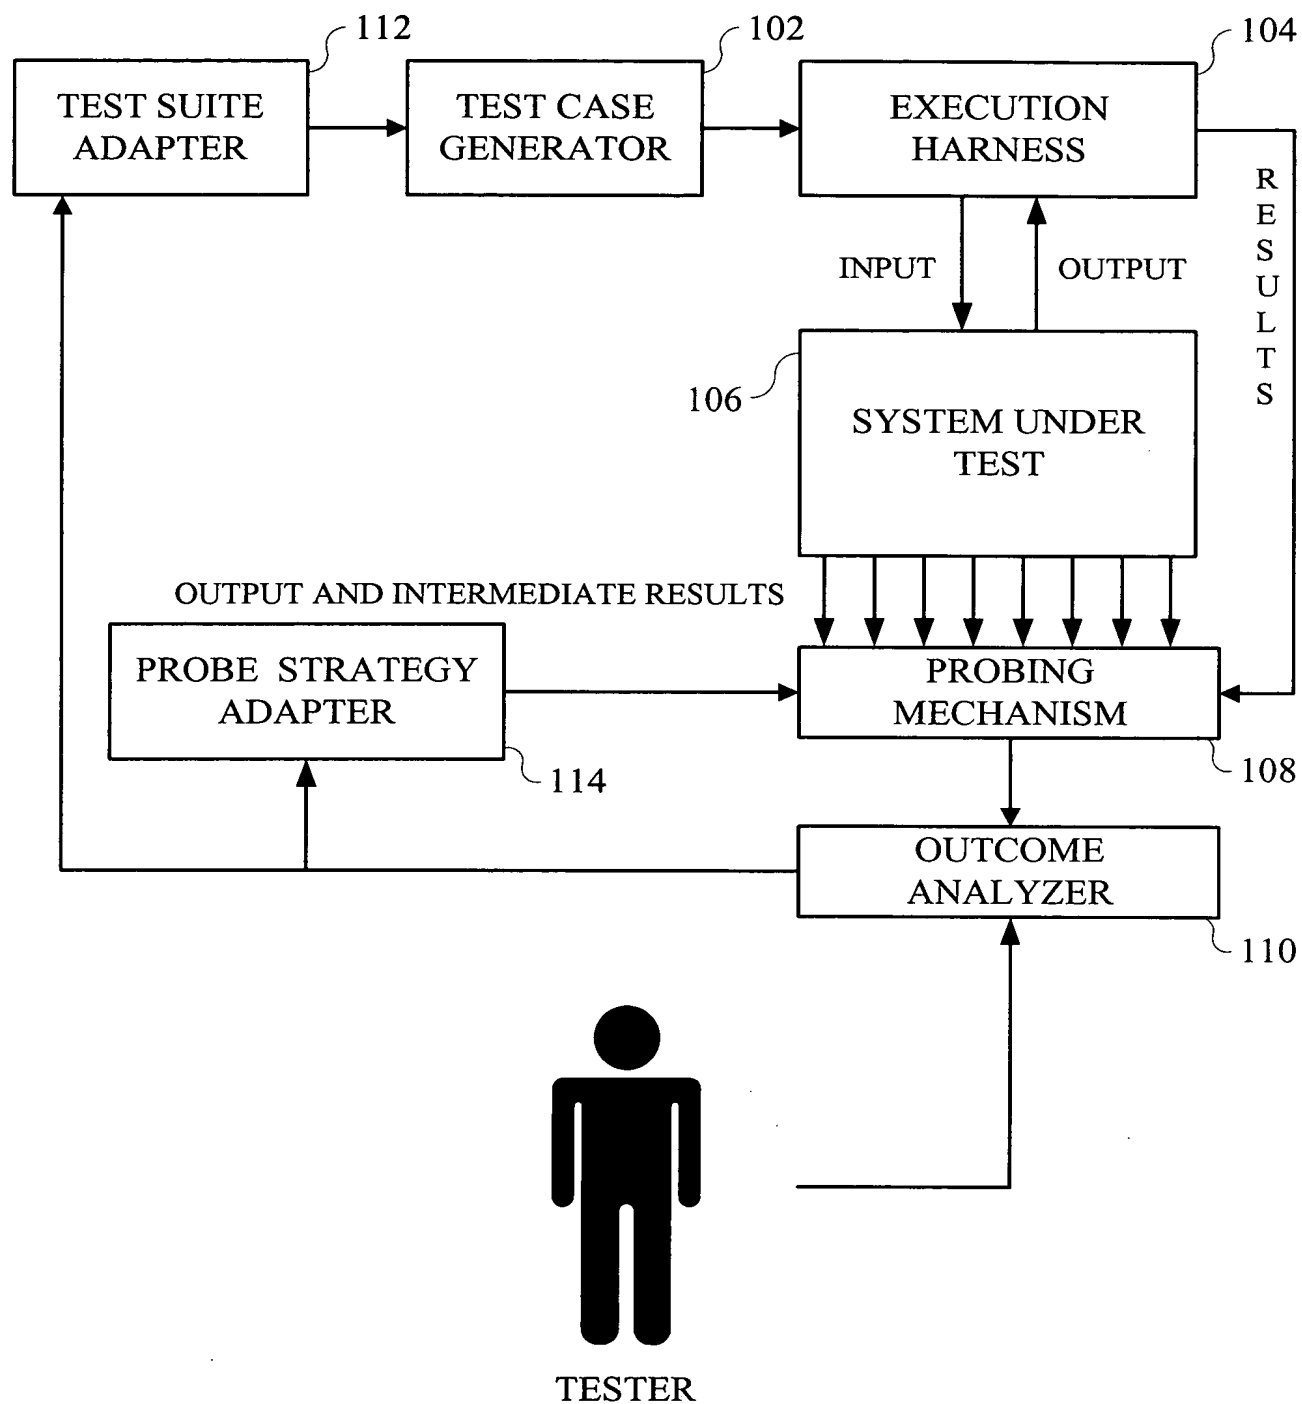 112
102
104
TEST SUITE
ADAPTER
TEST CASE
GENERATOR
EXECUTION
HARNESS
RESULTS
INPUT
OUTPUT
106
SYSTEM UNDER
TEST
OUTPUT AND INTERMEDIATE RESULTS
PROBE STRATEGY
ADAPTER
114
PROBING
MECHANISM
108
OUTCOME
ANALYZER
110
TESTER